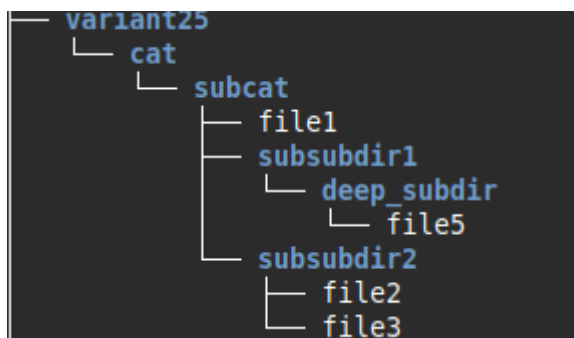 variant25
cat
subcat
file1
subsubdir1
deep_subdir
file5
subsubdir2
file2
file3